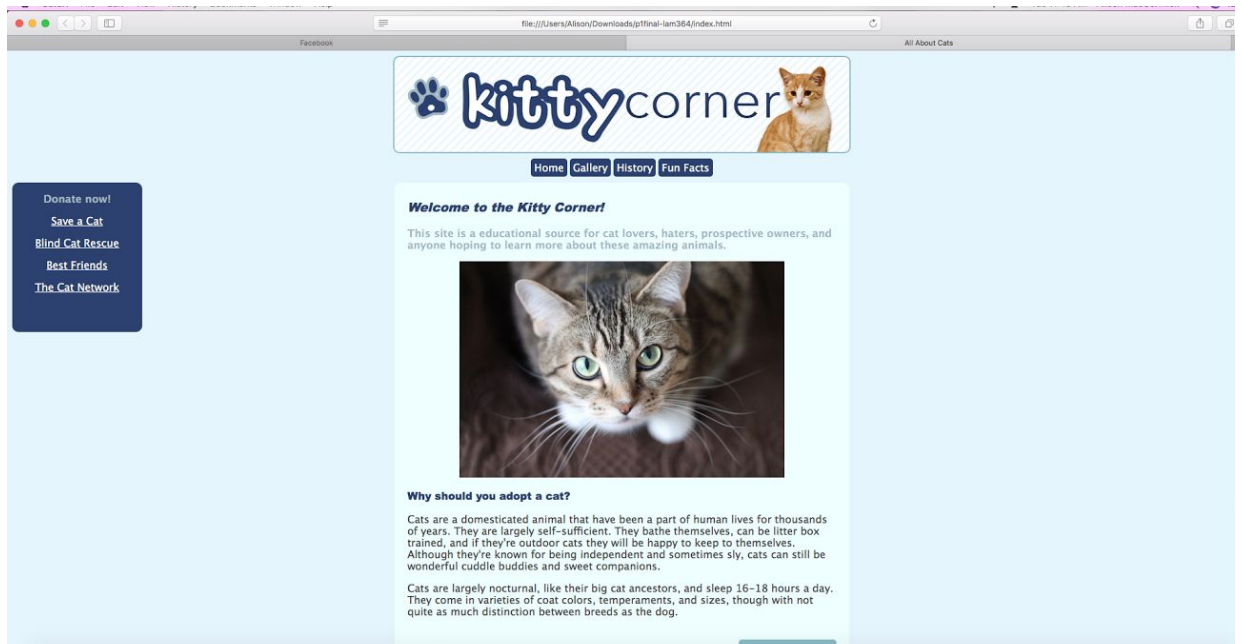 file:///Users/Alison/Downloads/p1final-lam364/index.html
Facebook
All About Cats
kittycorner
Home Gallery History Fun Facts
Donate now!
Save a Cat
Blind Cat Rescue
Best Friends
The Cat Network
Welcome to the Kitty Corner!
This site is a educational source for cat lovers, haters, prospective owners, and
anyone hoping to learn more about these amazing animals.
Why should you adopt a cat?
Cats are a domesticated animal that have been a part of human lives for thousands
of years. They are largely self-sufficient. They bathe themselves, can be litter box
trained, and if they're outdoor cats they will be happy to keep to themselves.
Although they're known for being independent and sometimes sly, cats can still be
wonderful cuddle buddies and sweet companions.
Cats are largely nocturnal, like their big cat ancestors, and sleep 16-18 hours a day.
They come in varieties of coat colors, temperaments, and sizes, though with not
quite as much distinction between breeds as the dog.